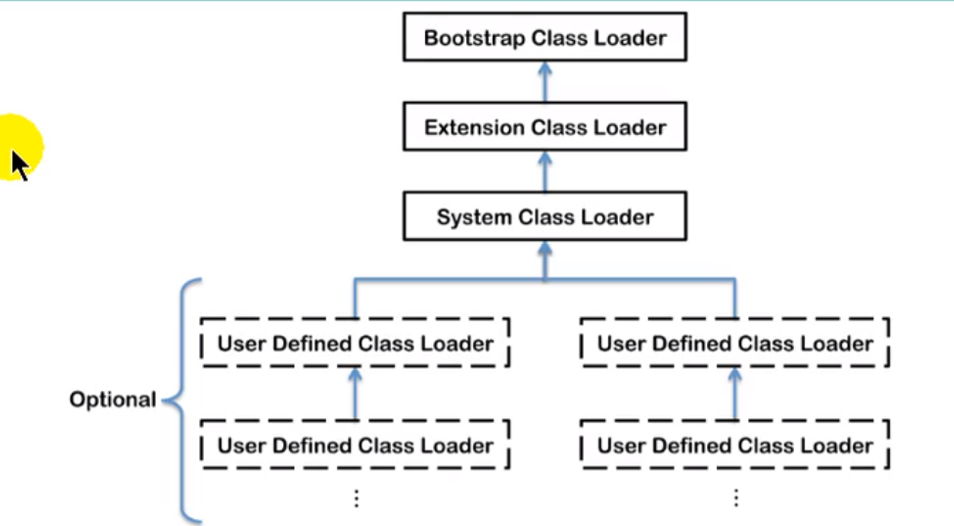 Bootstrap Class Loader
Extension Class Loader
System Class Loader
User Defined Class Loader
User Defined Class Loader
Optional
User Defined Class Loader
User Defined Class Loader